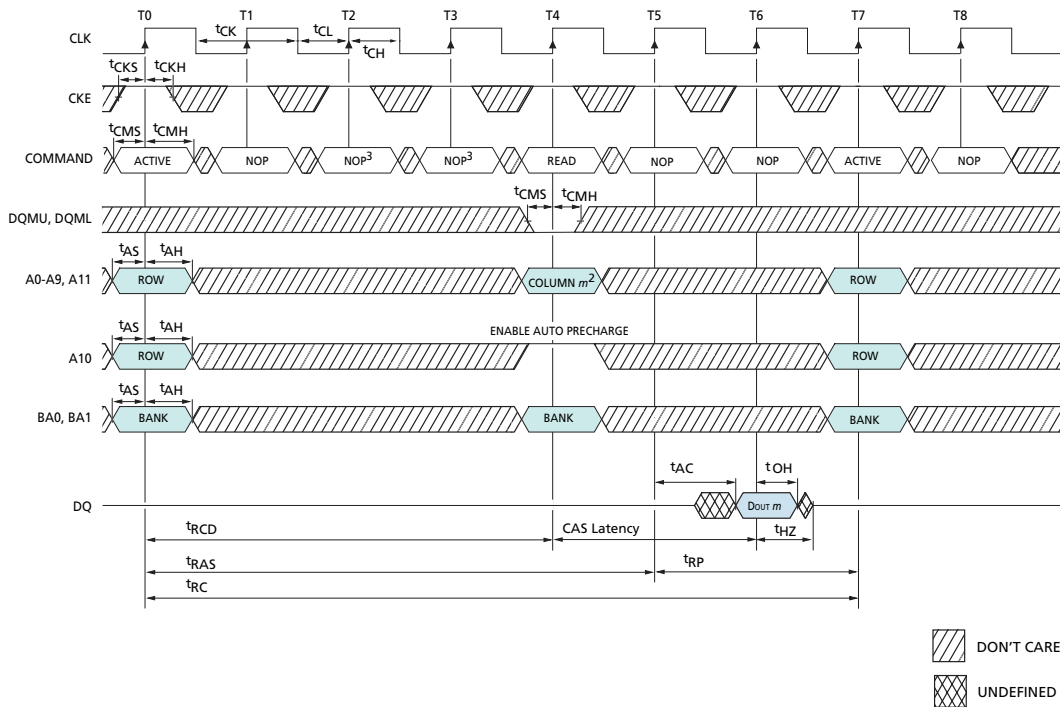 T0 T1 T2 T3 T4 T5 T6 T7 T8
CLK tCK tCL tCH
tCKS tCKH
CKE
tCMS tCMH
COMMAND ACTIVE NOP NOP3 NOP3 READ NOP NOP ACTIVE NOP
tCMS tCMH
DQMU, DQML
tAS tAH
A0-A9, A11 ROW COLUMN m2 ROW
tAS tAH ENABLE AUTO PRECHARGE
A10 ROW ROW
tAS tAH
BA0, BA1 BANK BANK BANK
tAC tOH
DQ DOUT m
tRCD CAS Latency tHZ
tRAS tRP
tRC
DON'T CARE
UNDEFINED